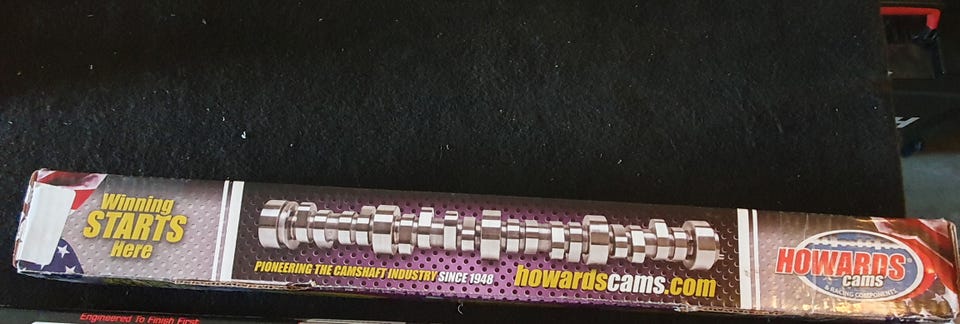 Winning
STARTS
Here
PIONEERING THE CAMSHAFT INDUSTRY SINCE 1948
howardscams.com
HOWARDS
cams
& RACING COMPONENTS
Engineered To Finish First